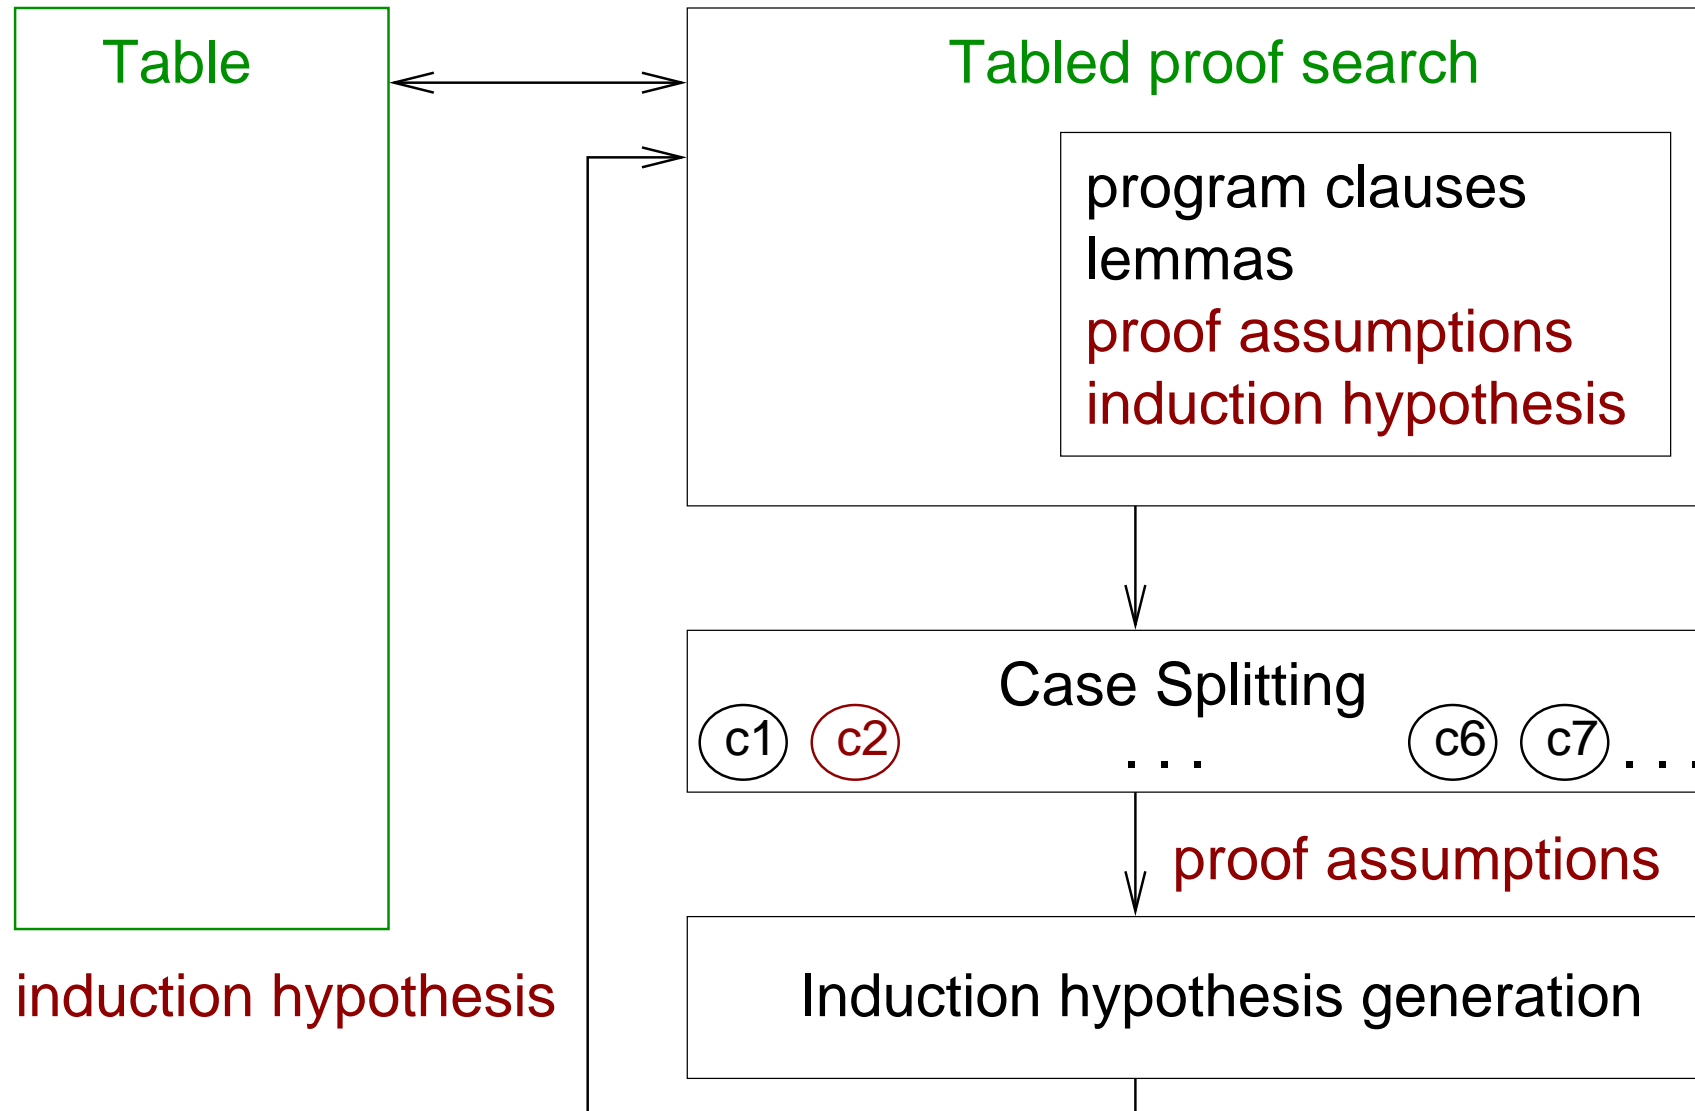 Table
Tabled proof search
program clauses
lemmas
proof assumptions
induction hypothesis
Case Splitting
c1 c2 . . . c6 c7 . . .
proof assumptions
induction hypothesis
Induction hypothesis generation